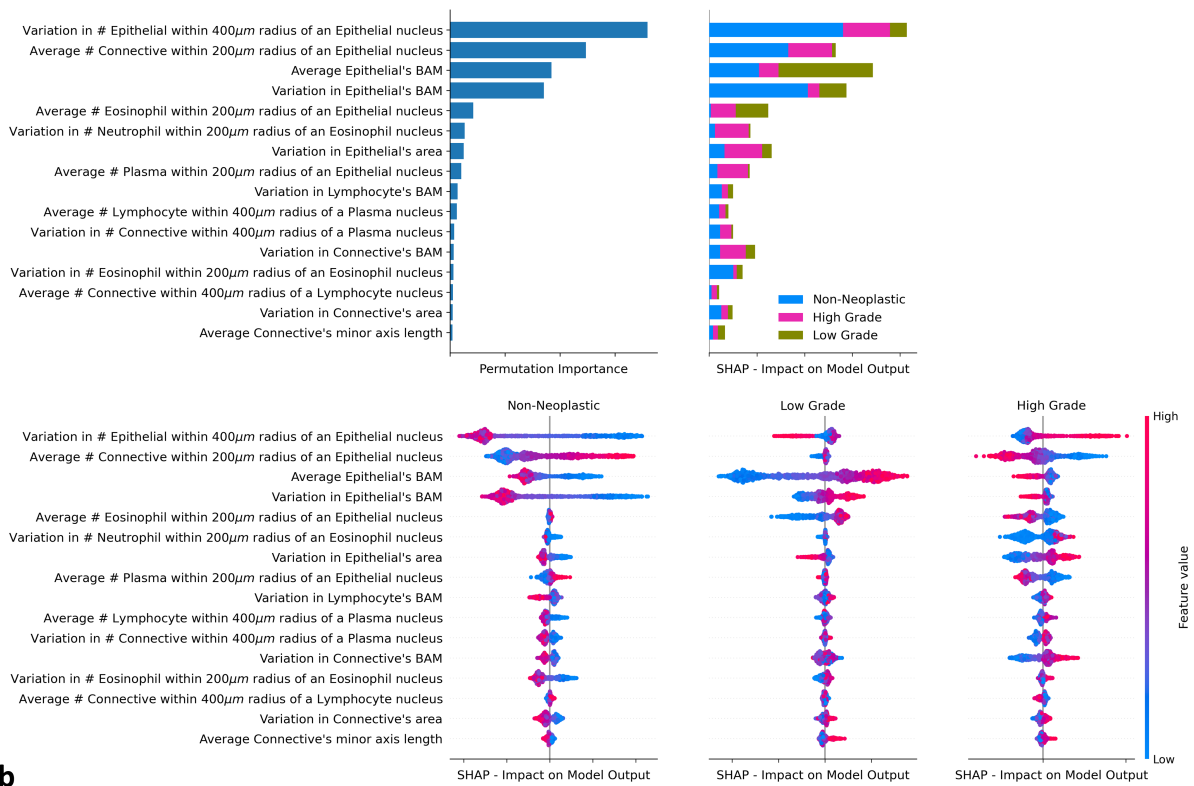 Variation in # Epithelial within 400μm radius of an Epithelial nucleus
Average # Connective within 200μm radius of an Epithelial nucleus
Average Epithelial's BAM
Variation in Epithelial's BAM
Average # Eosinophil within 200μm radius of an Epithelial nucleus
Variation in # Neutrophil within 200μm radius of an Eosinophil nucleus
Variation in Epithelial's area
Average # Plasma within 200μm radius of an Epithelial nucleus
Variation in Lymphocyte's BAM
Average # Lymphocyte within 400μm radius of a Plasma nucleus
Variation in # Connective within 400μm radius of a Plasma nucleus
Variation in Connective's BAM
Variation in # Eosinophil within 200μm radius of an Eosinophil nucleus
Average # Connective within 400μm radius of a Lymphocyte nucleus
Variation in Connective's area
Average Connective's minor axis length
Permutation Importance
Non-Neoplastic
High Grade
Low Grade
SHAP - Impact on Model Output
Non-Neoplastic
Low Grade
High Grade
Variation in # Epithelial within 400μm radius of an Epithelial nucleus
Average # Connective within 200μm radius of an Epithelial nucleus
Average Epithelial's BAM
Variation in Epithelial's BAM
Average # Eosinophil within 200μm radius of an Epithelial nucleus
Variation in # Neutrophil within 200μm radius of an Eosinophil nucleus
Variation in Epithelial's area
Average # Plasma within 200μm radius of an Epithelial nucleus
Variation in Lymphocyte's BAM
Average # Lymphocyte within 400μm radius of a Plasma nucleus
Variation in # Connective within 400μm radius of a Plasma nucleus
Variation in Connective's BAM
Variation in # Eosinophil within 200μm radius of an Eosinophil nucleus
Average # Connective within 400μm radius of a Lymphocyte nucleus
Variation in Connective's area
Average Connective's minor axis length
SHAP - Impact on Model Output
SHAP - Impact on Model Output
SHAP - Impact on Model Output
High
Feature value
Low
b